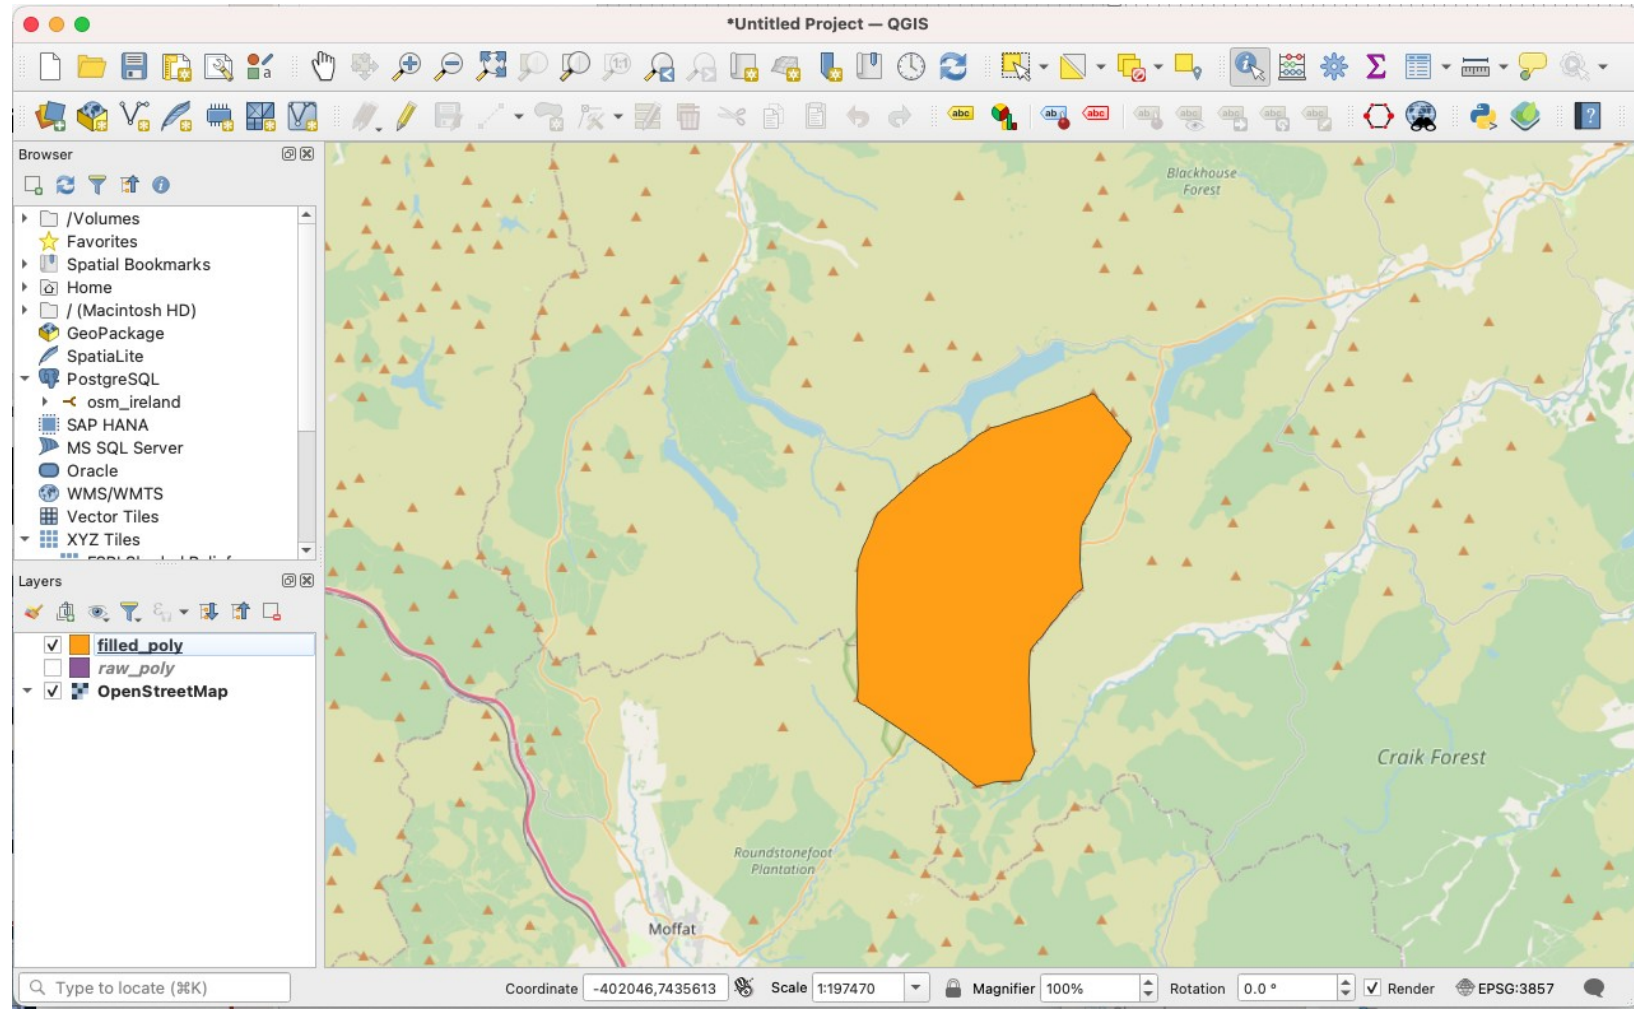 *Untitled Project — QGIS
Browser
/Volumes
Favorites
Spatial Bookmarks
Home
/ (Macintosh HD)
GeoPackage
SpatiaLite
PostgreSQL
osm_ireland
SAP HANA
MS SQL Server
Oracle
WMS/WMTS
Vector Tiles
XYZ Tiles
Layers
filled_poly
raw_poly
OpenStreetMap
Blackhouse
Forest
Craik Forest
Roundstonefoot
Plantation
Moffat
Type to locate (⌘K)
Coordinate -402046,7435613 Scale 1:197470 Magnifier 100% Rotation 0.0 ° Render EPSG:3857